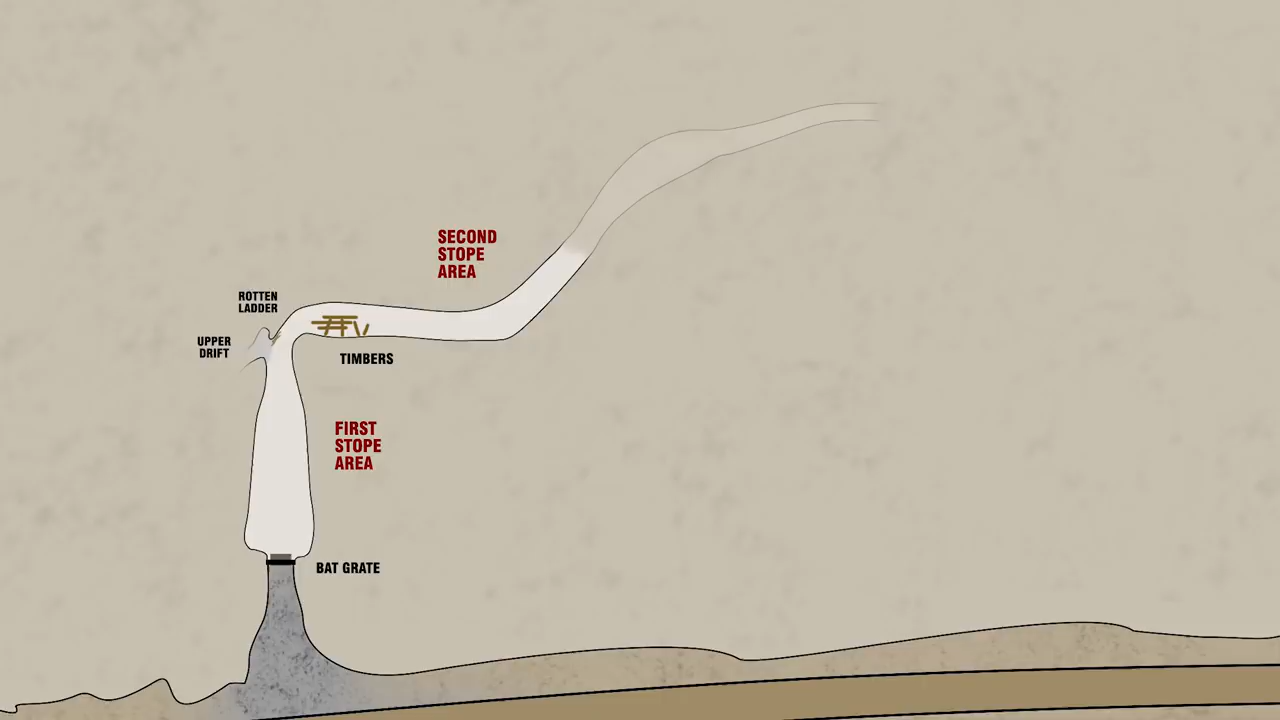 SECOND
STOPE
AREA
ROTTEN
LADDER
UPPER
DRIFT
TIMBERS
FIRST
STOPE
AREA
BAT GRATE